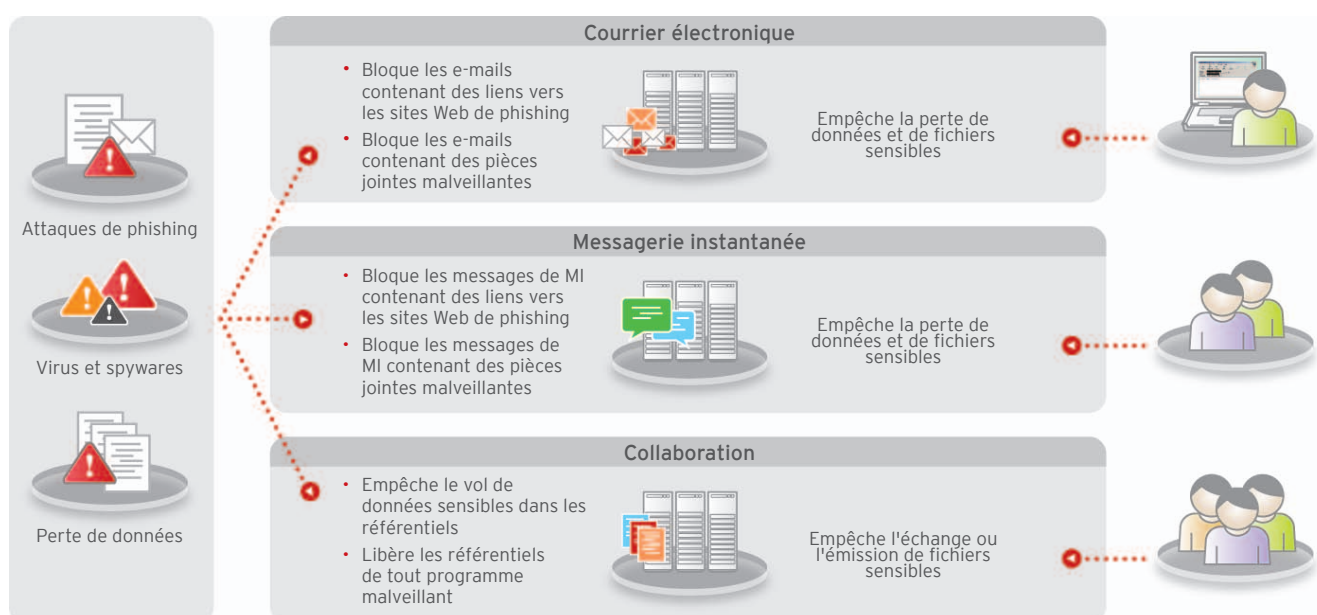 Attaques de phishing
Virus et spywares
Perte de données
Courrier électronique
• Bloque les e-mails
contenant des liens vers
les sites Web de phishing
• Bloque les e-mails
contenant des pièces
jointes malveillantes
Empêche la perte de
données et de fichiers
sensibles
Messagerie instantanée
• Bloque les messages de MI
contenant des liens vers
les sites Web de phishing
• Bloque les messages de
MI contenant des pièces
jointes malveillantes
Empêche la perte de
données et de fichiers
sensibles
Collaboration
• Empêche le vol de
données sensibles dans les
référentiels
• Libère les référentiels
de tout programme
malveillant
Empêche l'échange ou
l'émission de fichiers
sensibles